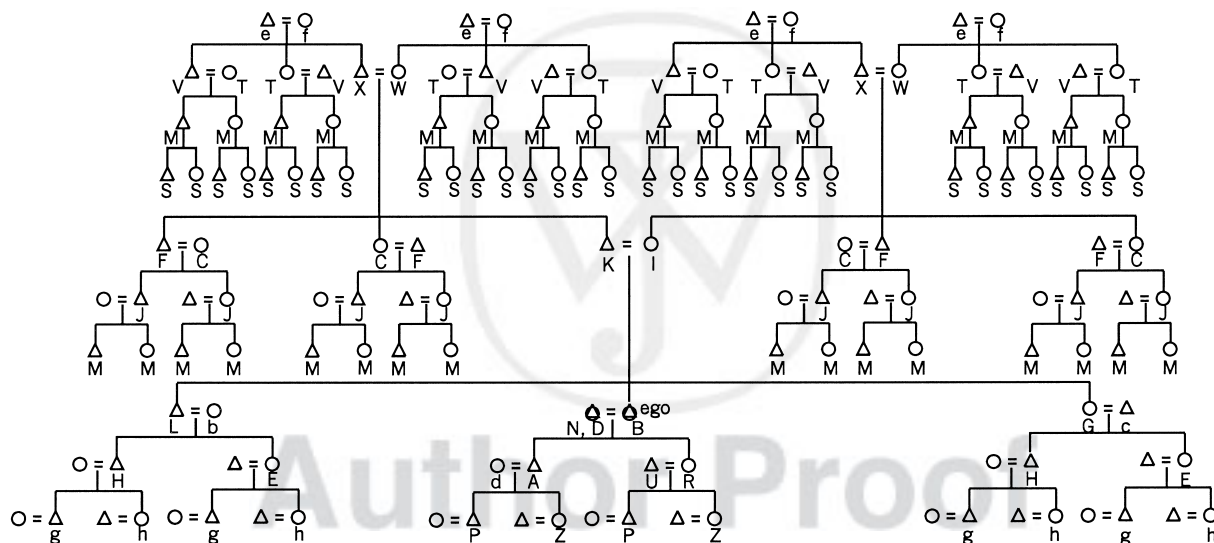 e f e f e f e f
V T T V X W T V V T V T T V X W T V V T
M M M M M M M M M M M M M M M M
S S S S S S S S S S S S S S S S S S S S S S S S S S S S S S S S
F C C F K I C F F C
J J J J J J J J
M M M M M M M M M M M M M M M M
ego
L b N, D B G c
Author Proof
H E d A U R H E
g h g h P Z P Z g h g h